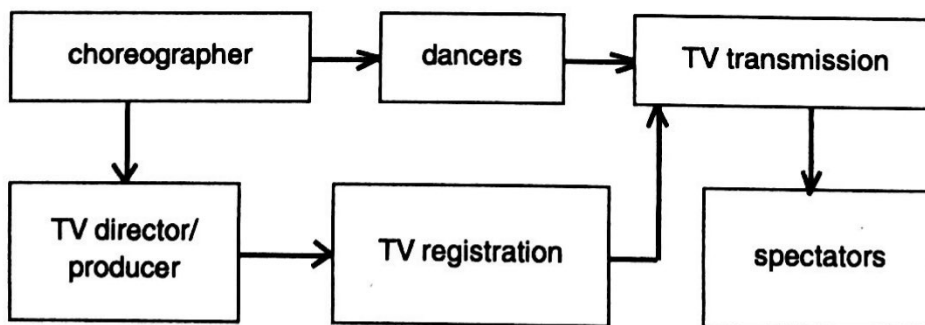 choreographer
dancers
TV transmission
TV director/
producer
TV registration
spectators